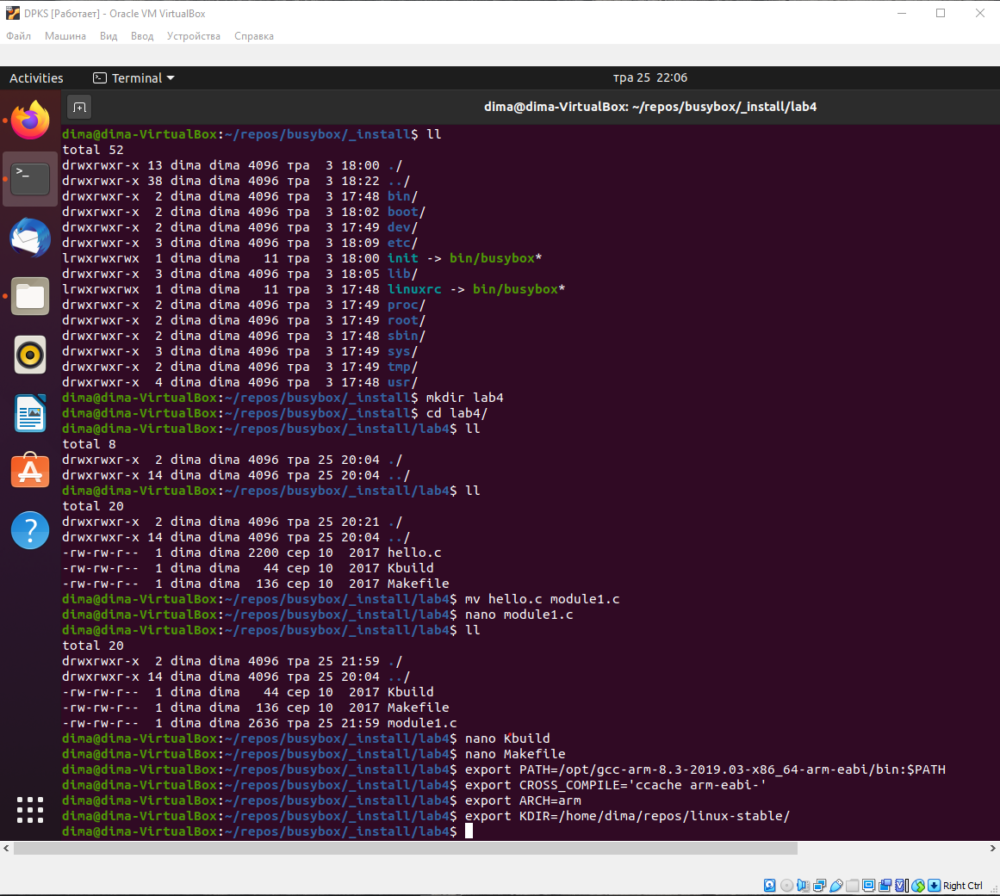 DPKS [Работает] - Oracle VM VirtualBox
Файл Машина Вид Ввод Устройства Справка
Activities Terminal тра 25 22:06
dima@dima-VirtualBox: ~/repos/busybox/_install/lab4
dima@dima-VirtualBox:~/repos/busybox/_install$ ll
total 52
drwxrwxr-x 13 dima dima 4096 тра  3 18:00 ./
drwxrwxr-x 38 dima dima 4096 тра  3 18:22 ../
drwxrwxr-x  2 dima dima 4096 тра  3 17:48 bin/
drwxrwxr-x  2 dima dima 4096 тра  3 18:02 boot/
drwxrwxr-x  2 dima dima 4096 тра  3 17:49 dev/
drwxrwxr-x  3 dima dima 4096 тра  3 18:09 etc/
lrwxrwxrwx  1 dima dima   11 тра  3 18:00 init -> bin/busybox*
drwxrwxr-x  3 dima dima 4096 тра  3 18:05 lib/
lrwxrwxrwx  1 dima dima   11 тра  3 17:48 linuxrc -> bin/busybox*
drwxrwxr-x  2 dima dima 4096 тра  3 17:49 proc/
drwxrwxr-x  2 dima dima 4096 тра  3 17:49 root/
drwxrwxr-x  2 dima dima 4096 тра  3 17:48 sbin/
drwxrwxr-x  3 dima dima 4096 тра  3 17:49 sys/
drwxrwxr-x  2 dima dima 4096 тра  3 17:49 tmp/
drwxrwxr-x  4 dima dima 4096 тра  3 17:48 usr/
dima@dima-VirtualBox:~/repos/busybox/_install$ mkdir lab4
dima@dima-VirtualBox:~/repos/busybox/_install$ cd lab4/
dima@dima-VirtualBox:~/repos/busybox/_install/lab4$ ll
total 8
drwxrwxr-x  2 dima dima 4096 тра 25 20:04 ./
drwxrwxr-x 14 dima dima 4096 тра 25 20:04 ../
dima@dima-VirtualBox:~/repos/busybox/_install/lab4$ ll
total 20
drwxrwxr-x  2 dima dima 4096 тра 25 20:21 ./
drwxrwxr-x 14 dima dima 4096 тра 25 20:04 ../
-rw-rw-r--  1 dima dima 2200 сер 10  2017 hello.c
-rw-rw-r--  1 dima dima   44 сер 10  2017 Kbuild
-rw-rw-r--  1 dima dima  136 сер 10  2017 Makefile
dima@dima-VirtualBox:~/repos/busybox/_install/lab4$ mv hello.c module1.c
dima@dima-VirtualBox:~/repos/busybox/_install/lab4$ nano module1.c
dima@dima-VirtualBox:~/repos/busybox/_install/lab4$ ll
total 20
drwxrwxr-x  2 dima dima 4096 тра 25 21:59 ./
drwxrwxr-x 14 dima dima 4096 тра 25 20:04 ../
-rw-rw-r--  1 dima dima   44 сер 10  2017 Kbuild
-rw-rw-r--  1 dima dima  136 сер 10  2017 Makefile
-rw-rw-r--  1 dima dima 2636 тра 25 21:59 module1.c
dima@dima-VirtualBox:~/repos/busybox/_install/lab4$ nano Kbuild
dima@dima-VirtualBox:~/repos/busybox/_install/lab4$ nano Makefile
dima@dima-VirtualBox:~/repos/busybox/_install/lab4$ export PATH=/opt/gcc-arm-8.3-2019.03-x86_64-arm-eabi/bin:$PATH
dima@dima-VirtualBox:~/repos/busybox/_install/lab4$ export CROSS_COMPILE='ccache arm-eabi-'
dima@dima-VirtualBox:~/repos/busybox/_install/lab4$ export ARCH=arm
dima@dima-VirtualBox:~/repos/busybox/_install/lab4$ export KDIR=/home/dima/repos/linux-stable/
dima@dima-VirtualBox:~/repos/busybox/_install/lab4$
Right Ctrl